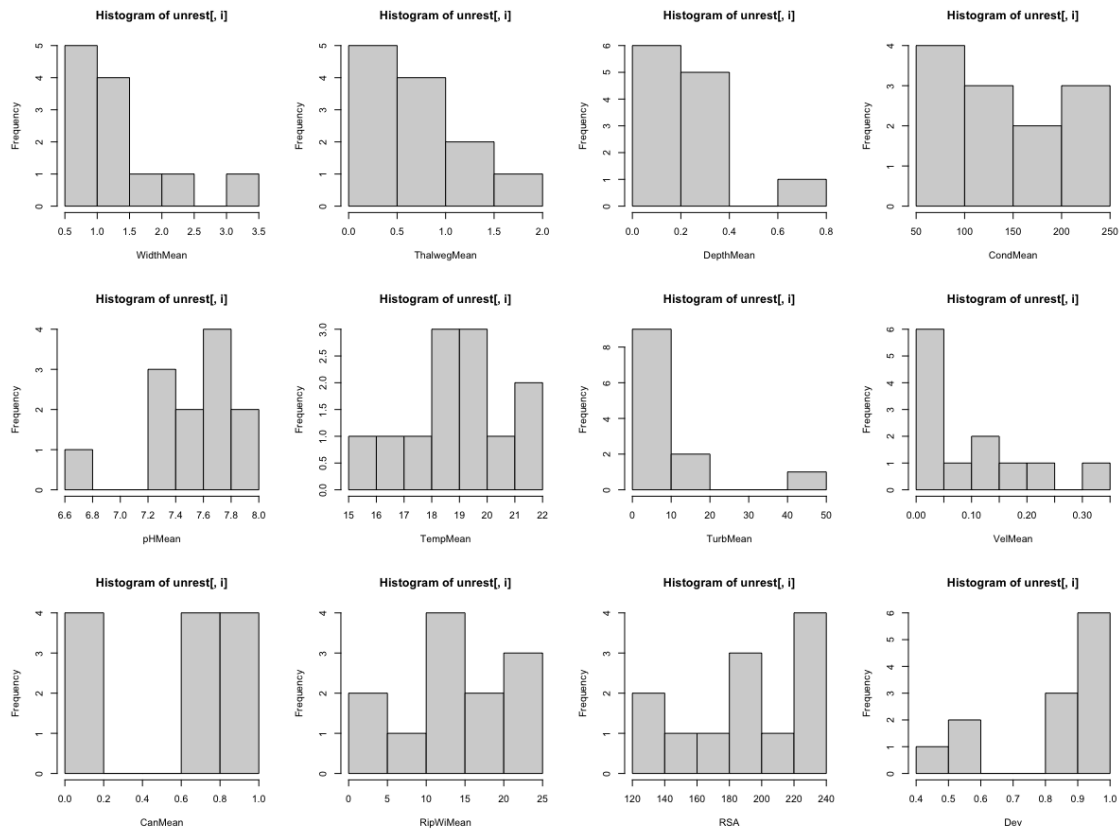 Histogram of unrest[, i]
Frequency
0 1 2 3 4 5
0.5 1.0 1.5 2.0 2.5 3.0 3.5
WidthMean
Histogram of unrest[, i]
Frequency
0 1 2 3 4 5
0.0 0.5 1.0 1.5 2.0
ThalwegMean
Histogram of unrest[, i]
Frequency
0 1 2 3 4 5 6
0.0 0.2 0.4 0.6 0.8
DepthMean
Histogram of unrest[, i]
Frequency
0 1 2 3 4
50 100 150 200 250
CondMean
Histogram of unrest[, i]
Frequency
0 1 2 3 4
6.6 6.8 7.0 7.2 7.4 7.6 7.8 8.0
pHMean
Histogram of unrest[, i]
Frequency
0.0 0.5 1.0 1.5 2.0 2.5 3.0
15 16 17 18 19 20 21 22
TempMean
Histogram of unrest[, i]
Frequency
0 2 4 6 8
0 10 20 30 40 50
TurbMean
Histogram of unrest[, i]
Frequency
0 1 2 3 4 5 6
0.00 0.10 0.20 0.30
VelMean
Histogram of unrest[, i]
Frequency
0 1 2 3 4
0.0 0.2 0.4 0.6 0.8 1.0
CanMean
Histogram of unrest[, i]
Frequency
0 1 2 3 4
0 5 10 15 20 25
RipWiMean
Histogram of unrest[, i]
Frequency
0 1 2 3 4
120 140 160 180 200 220 240
RSA
Histogram of unrest[, i]
Frequency
0 1 2 3 4 5 6
0.4 0.5 0.6 0.7 0.8 0.9 1.0
Dev